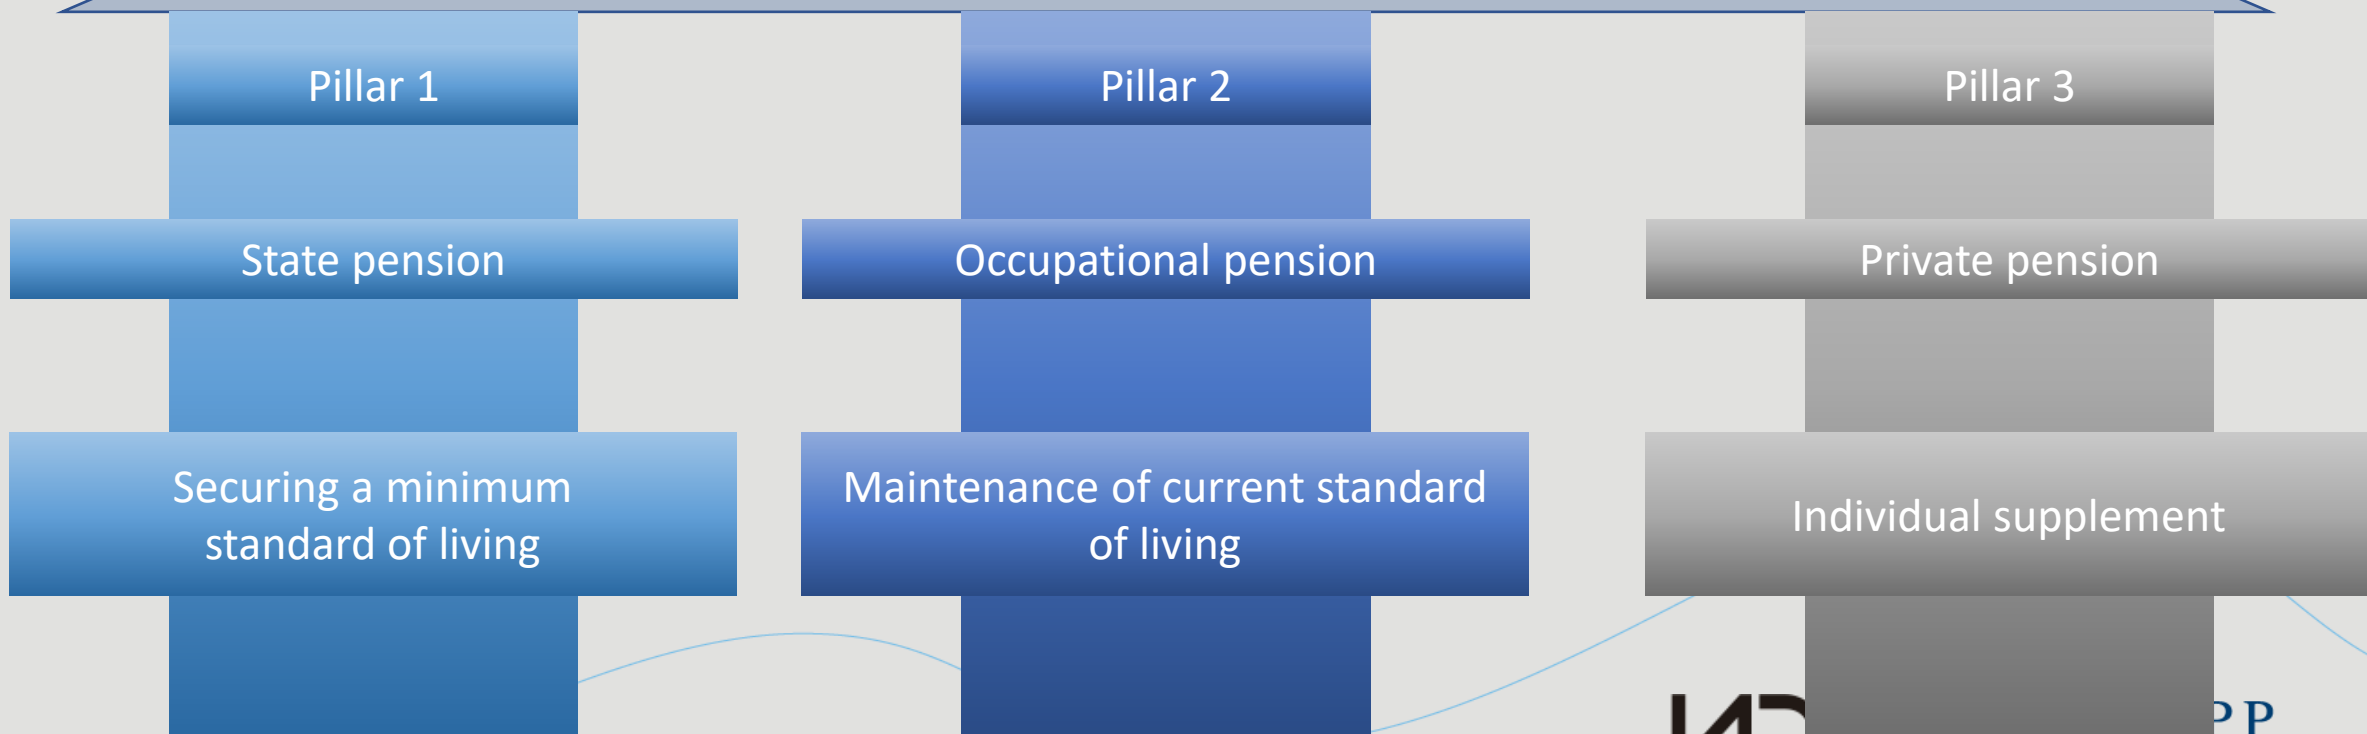 Pillar 1
Pillar 2
Pillar 3
State pension
Occupational pension
Private pension
Securing a minimum
standard of living
Maintenance of current standard
of living
Individual supplement